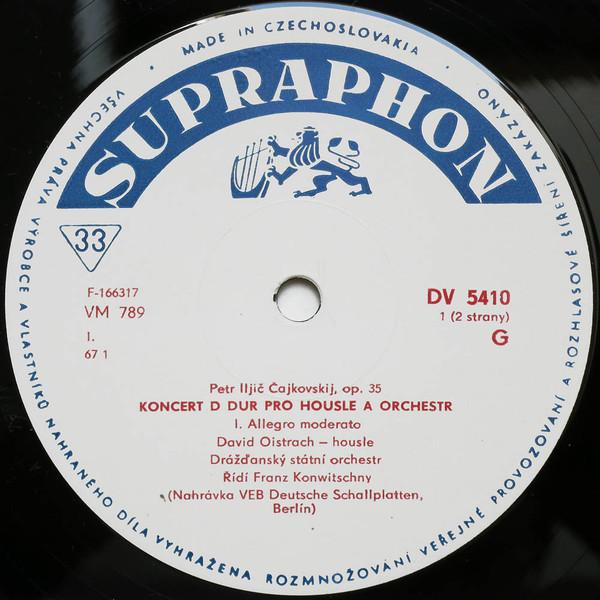 MADE IN CZECHOSLOVAKIA
SUPRAPHON
33
F-166317
VM 789
I.
67 1
DV 5410
1 (2 strany)
G
Petr Iljič Čajkovskij, op. 35
KONCERT D DUR PRO HOUSLE A ORCHESTR
I. Allegro moderato
David Oistrach – housle
Drážďanský státní orchestr
Řídí Franz Konwitschny
(Nahrávka VEB Deutsche Schallplatten,
Berlín)
VŠECHNA PRÁVA VÝROBCE A VLASTNÍKŮ NAHRANÉHO DÍLA VYHRAŽENA ROZMNOŽOVÁNÍ VEŘEJNÉ PROVOZOVÁNÍ A ROZHLASOVÉ ŠÍŘENÍ ZAKÁZÁNO